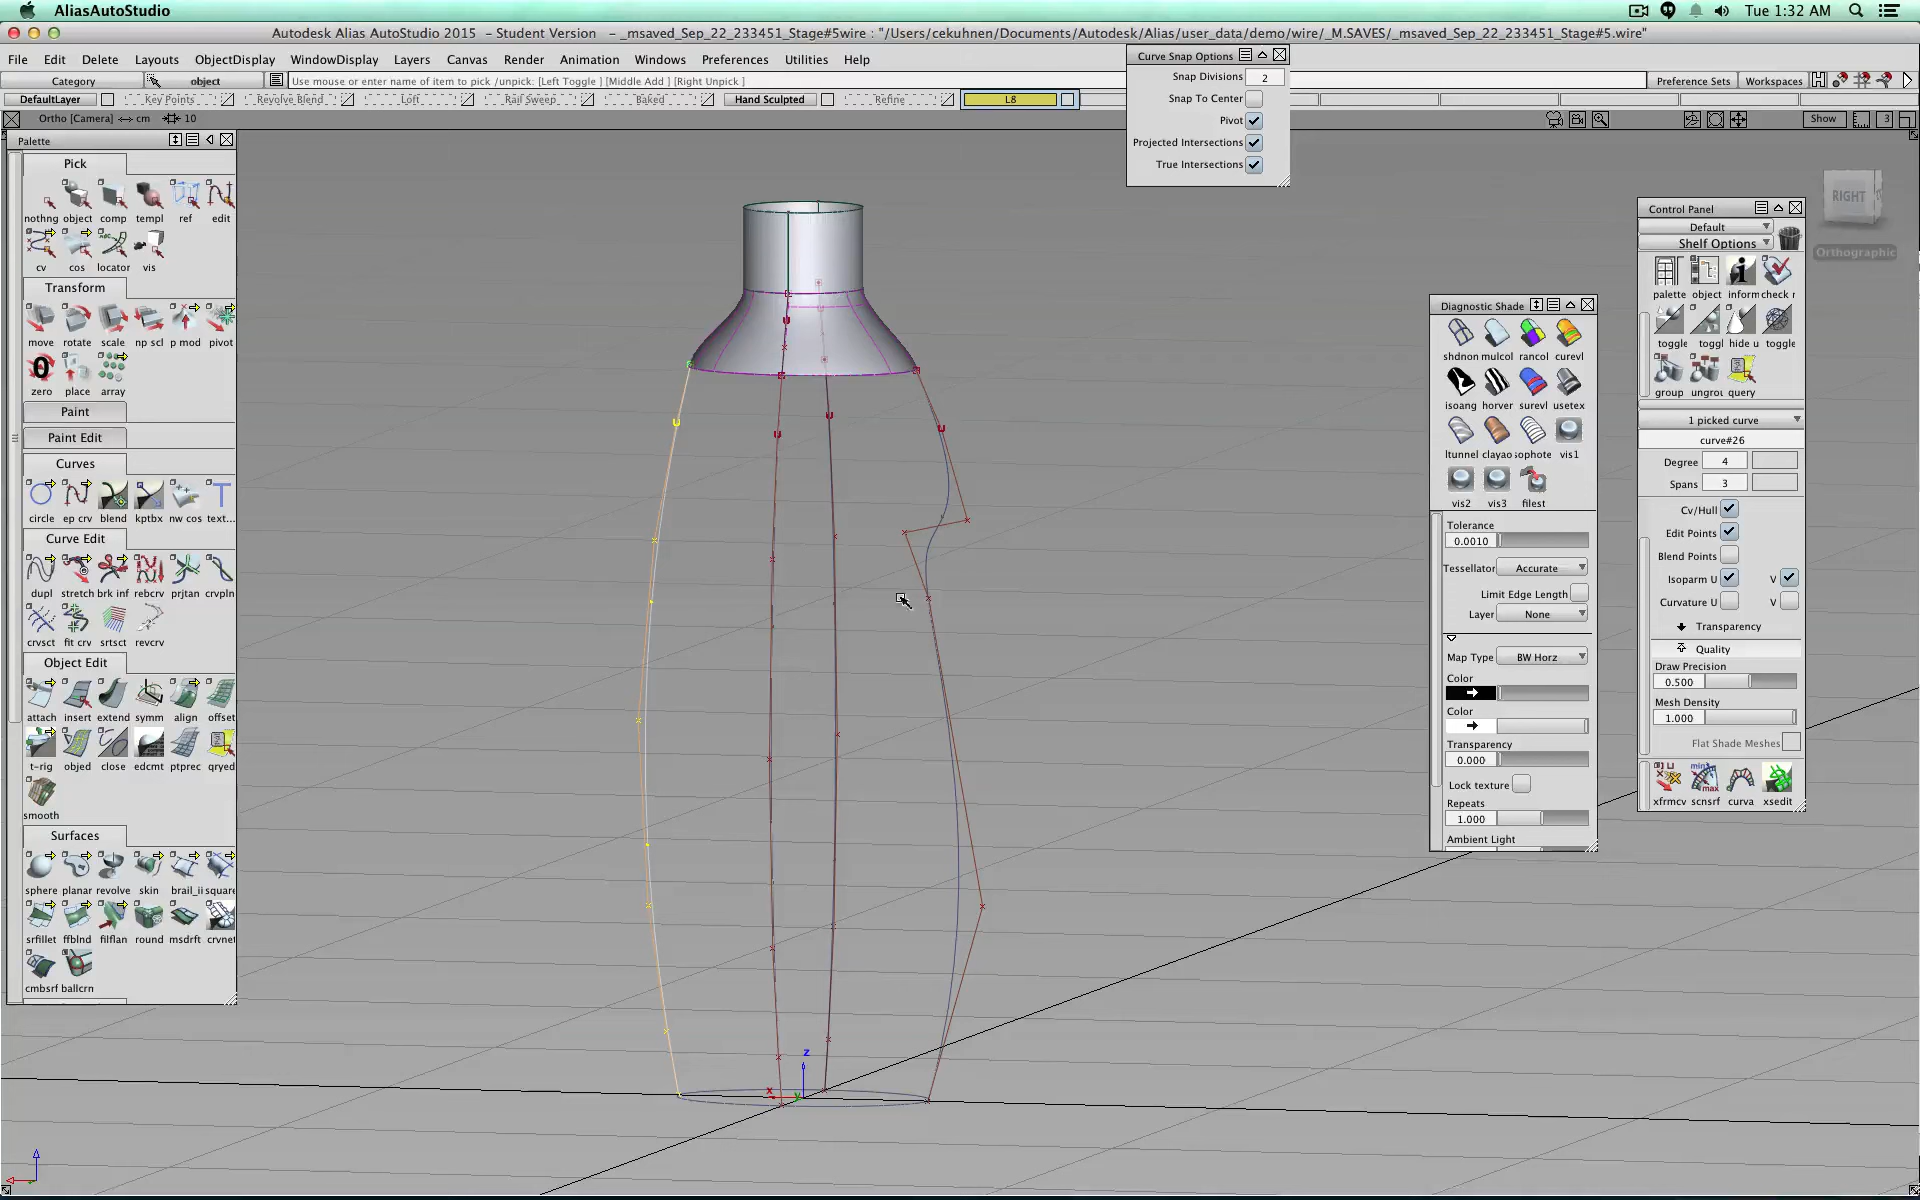 AliasAutoStudio
Tue 1:32 AM
Autodesk Alias AutoStudio 2015 - Student Version - _msaved_Sep_22_233451_Stage#5wire : "/Users/cekuhnen/Documents/Autodesk/Alias/user_data/demo/wire/_M.SAVES/_msaved_Sep_22_233451_Stage#5.wire"
File Edit Delete Layouts ObjectDisplay WindowDisplay Layers Canvas Render Animation Windows Preferences Utilities Help
Category object Use mouse or enter name of item to pick /unpick: [Left Toggle ] [Middle Add ] [Right Unpick ] Preference Sets Workspaces
DefaultLayer Key Points Revolve Blend Loft Rail Sweep Baked Hand Sculpted Refine L8
Ortho [Camera] <-> cm 10
Show 3
Curve Snap Options
Snap Divisions 2
Snap To Center
Pivot
Projected Intersections
True Intersections
Palette
Pick
nothng object comp templ ref edit
cv cos locator vis
Transform
move rotate scale np scl p mod pivot
0
zero place array
Paint
Paint Edit
Curves
circle ep crv blend kptbx nw cos text...
Curve Edit
dupl stretch brk inf rebcrv prjtan crvpln
crvsct fit crv srtsct revcrv
Object Edit
attach insert extend symm align offset
t-rig objed close edcmt ptprec qryed
smooth
Surfaces
sphere planar revolve skin brail_ii square
srfillet ffblnd filflan round msdrft crvnet
cmbsrf ballcrn
z
x
Y
RIGHT
Orthographic
Diagnostic Shade
shdnon mulcol rancol curevl
isoang horver surevl usetex
ltunnel clayao sophote vis1
vis2 vis3 filest
Tolerance
0.0010
Tessellator Accurate
Limit Edge Length
Layer None
Map Type BW Horz
Color
Color
Transparency
0.000
Lock texture
Repeats
1.000
Ambient Light
Control Panel
Default
Shelf Options
palette object inform check r
toggle toggl hide u toggle
group ungrou query
1 picked curve
curve#26
Degree 4
Spans 3
Cv/Hull
Edit Points
Blend Points
Isoparm U V
Curvature U V
Transparency
Quality
Draw Precision
0.500
Mesh Density
1.000
Flat Shade Meshes
xfrmcv scnsrf curva xsedit